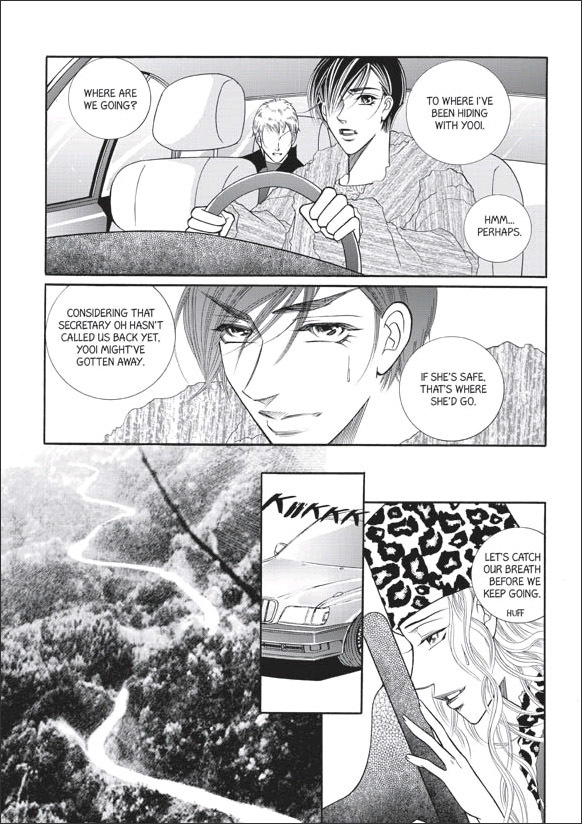 WHERE ARE
WE GOING?
TO WHERE I'VE
BEEN HIDING
WITH YOOI.
HMM...
PERHAPS.
CONSIDERING THAT
SECRETARY OH HASN'T
CALLED US BACK YET,
YOOI MIGHT'VE
GOTTEN AWAY.
IF SHE'S SAFE,
THAT'S WHERE
SHE'D GO.
KIIKKK
LET'S CATCH
OUR BREATH
BEFORE WE
KEEP GOING.
HUFF